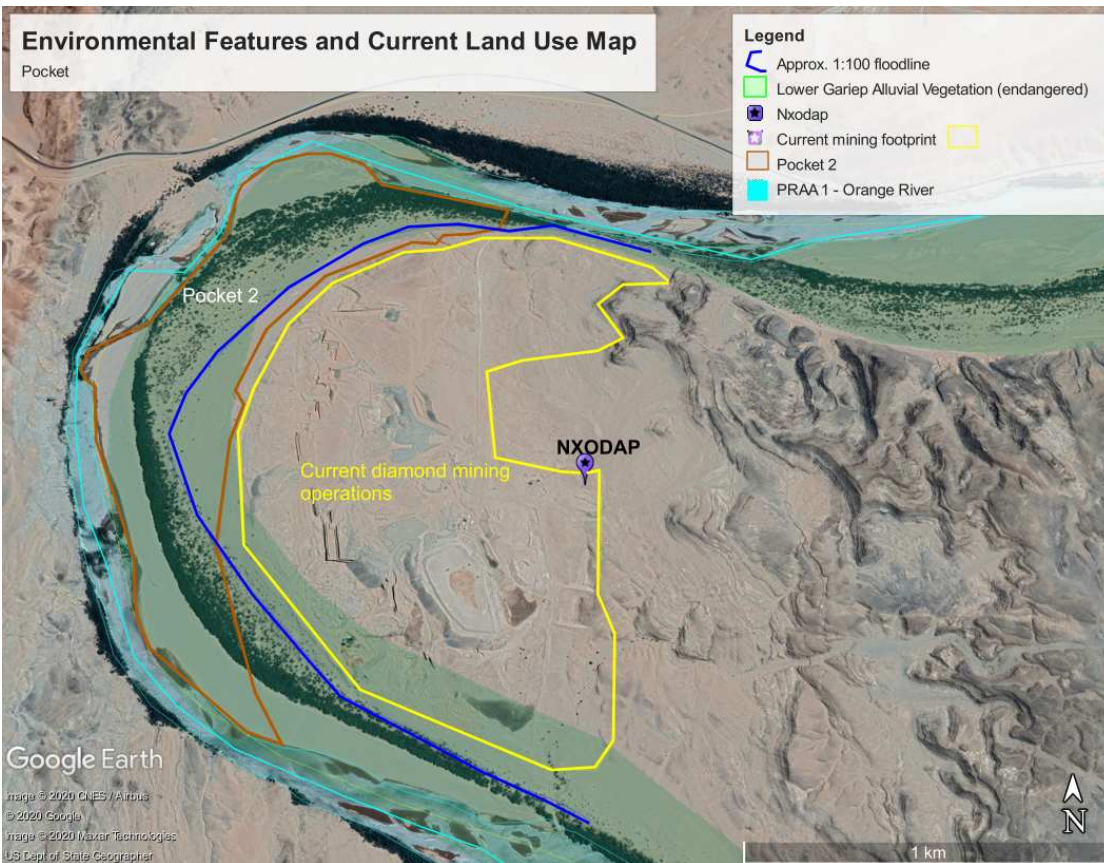 Environmental Features and Current Land Use Map
Pocket
Legend
Approx. 1:100 floodline
Lower Gariep Alluvial Vegetation (endangered)
Nxodap
Current mining footprint
Pocket 2
PRAA 1 - Orange River
Pocket 2
NXODAP
Current diamond mining
operations
Google Earth
Image © 2020 CNES / Airbus
© 2020 Google
Image © 2020 Maxar Technologies
US Dept of State Geographer
N
1 km